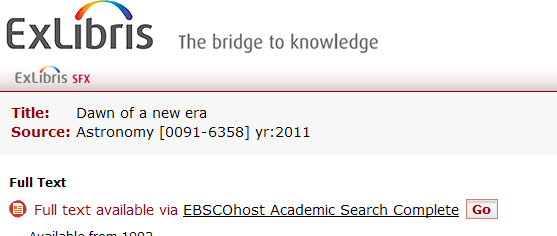 ExLibris The bridge to knowledge
ExLibris SFX
Title: Dawn of a new era
Source: Astronomy [0091-6358] yr:2011
Full Text
Full text available via EBSCOhost Academic Search Complete Go
Available from 1992